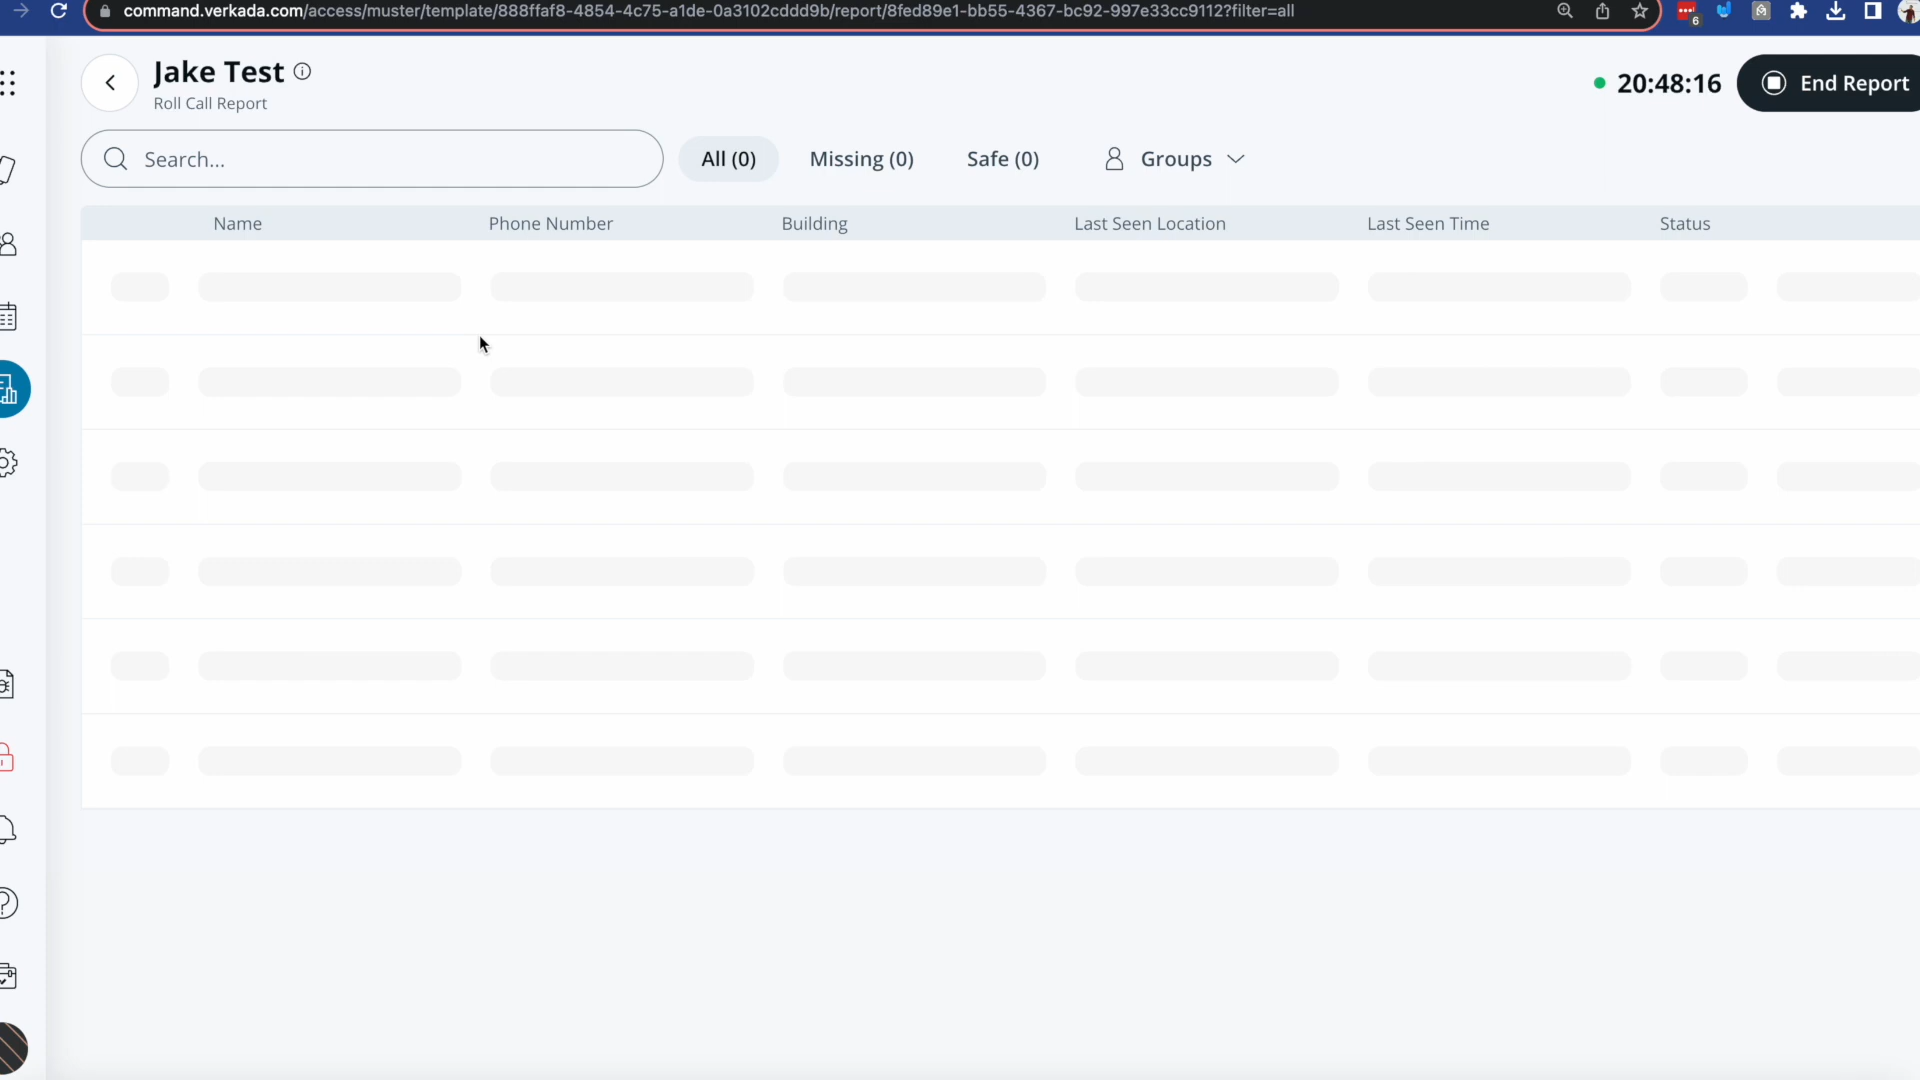 command.verkada.com/access/muster/template/888ffaf8-4854-4c75-a1de-0a3102cddd9b/report/8fed89e1-bb55-4367-bc92-997e33cc9112?filter=all
6
Jake Test
Roll Call Report
20:48:16
End Report
Search...
All (0)
Missing (0)
Safe (0)
Groups
Name
Phone Number
Building
Last Seen Location
Last Seen Time
Status